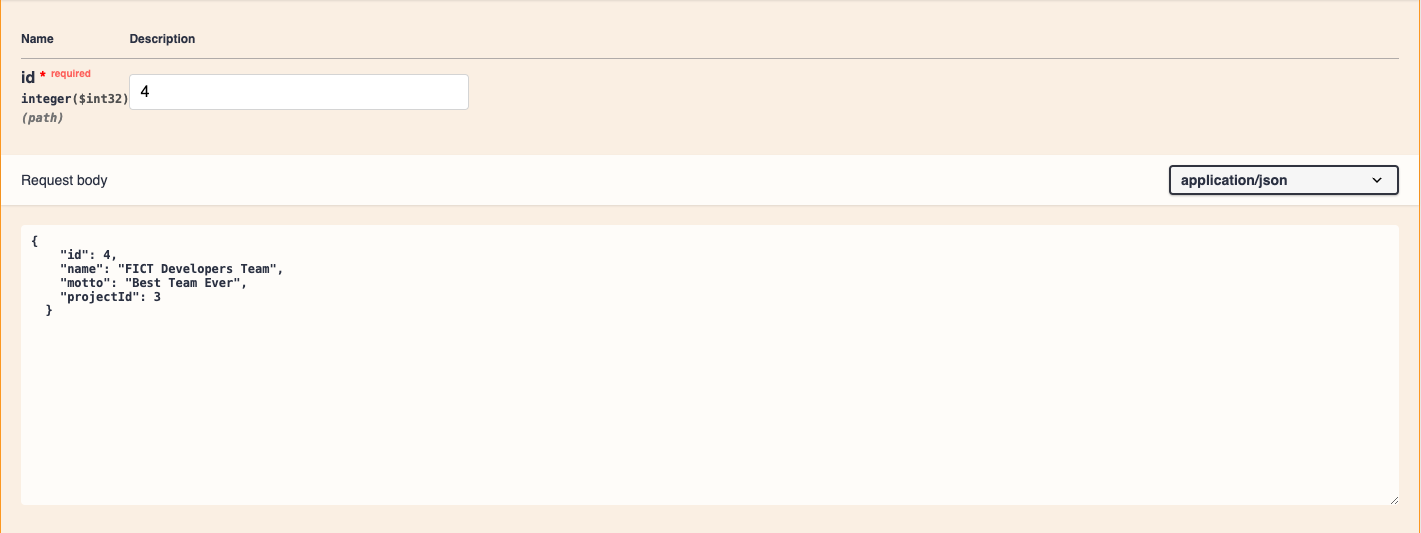 Name Description
id * required
integer($int32)
4
(path)
Request body
application/json
{
    "id": 4,
    "name": "FICT Developers Team",
    "motto": "Best Team Ever",
    "projectId": 3
  }